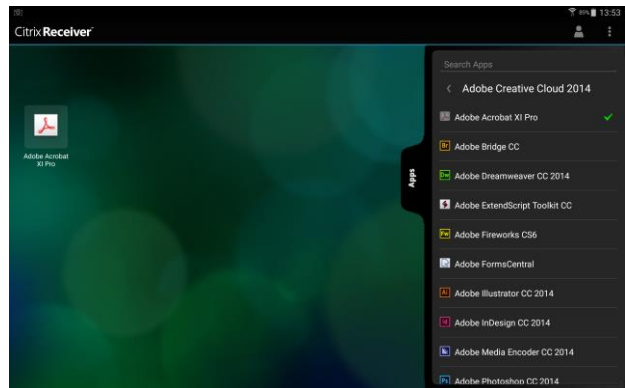 89% 13:53
Citrix Receiver™
Search Apps
< Adobe Creative Cloud 2014
Adobe Acrobat XI Pro
Br Adobe Bridge CC
Dw Adobe Dreamweaver CC 2014
Adobe ExtendScript Toolkit CC
Fw Adobe Fireworks CS6
Adobe FormsCentral
Ai Adobe Illustrator CC 2014
Id Adobe InDesign CC 2014
Adobe Media Encoder CC 2014
Ps Adobe Photoshop CC 2014
Adobe Acrobat
XI Pro
Apps